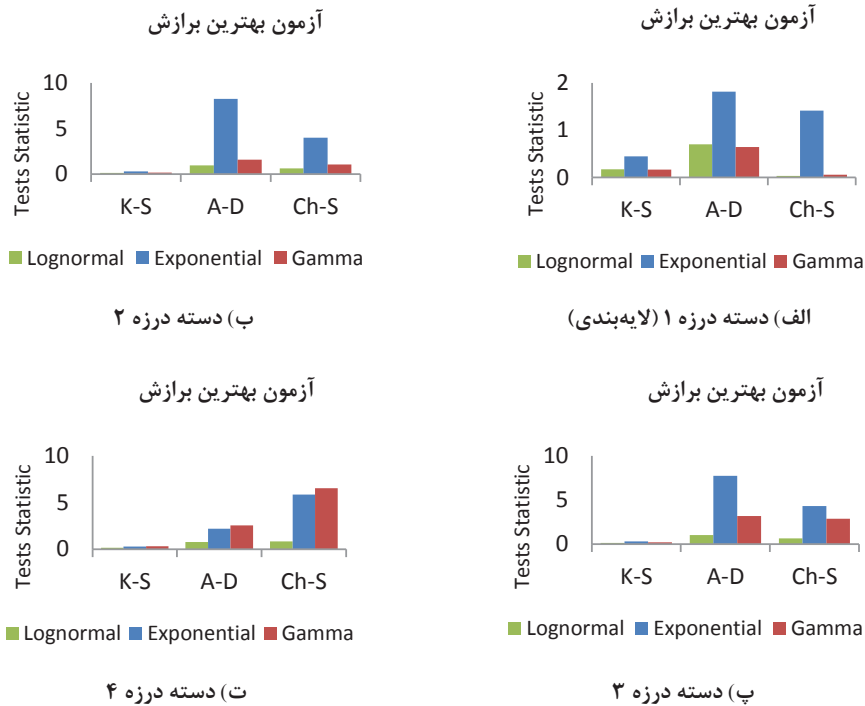 آزمون بهترین برازش
2
1
0
Tests Statistic
K-S A-D Ch-S
Lognormal Exponential Gamma
الف) دسته درزه ۱ (لایه‌بندی)
آزمون بهترین برازش
10
5
0
Tests Statistic
K-S A-D Ch-S
Lognormal Exponential Gamma
ب) دسته درزه ۲
آزمون بهترین برازش
10
5
0
Tests Statistic
K-S A-D Ch-S
Lognormal Exponential Gamma
پ) دسته درزه ۳
آزمون بهترین برازش
10
5
0
Tests Statistic
K-S A-D Ch-S
Lognormal Exponential Gamma
ت) دسته درزه ۴